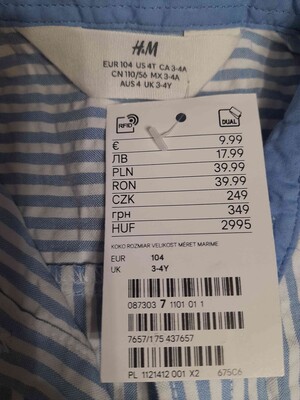 H&M
EUR 104 US 4T CA 3-4A
CN 110/56 MX 3-4A
AUS 4 UK 3-4Y
RFID
DUAL
€ 9.99
ЛВ 17.99
PLN 39.99
RON 39.99
CZK 249
грн 349
HUF 2995
KOKO ROZMIAR VELIKOST MÉRET MARIME
EUR 104
UK 3-4Y
087303 7 1101 01 1
7657/175 437657
PL 1121412 001 X2 675C6